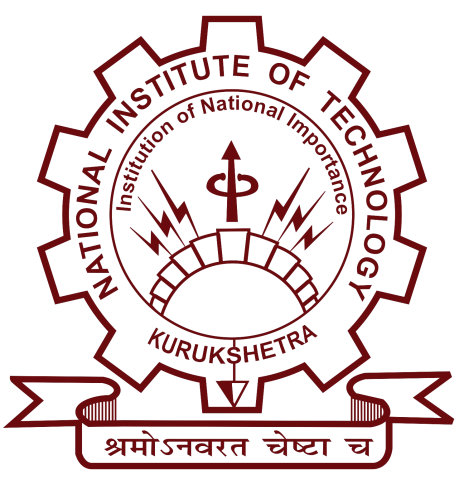 NATIONAL INSTITUTE OF TECHNOLOGY
Institution of National Importance
KURUKSHETRA
श्रमोऽनवरत चेष्टा च